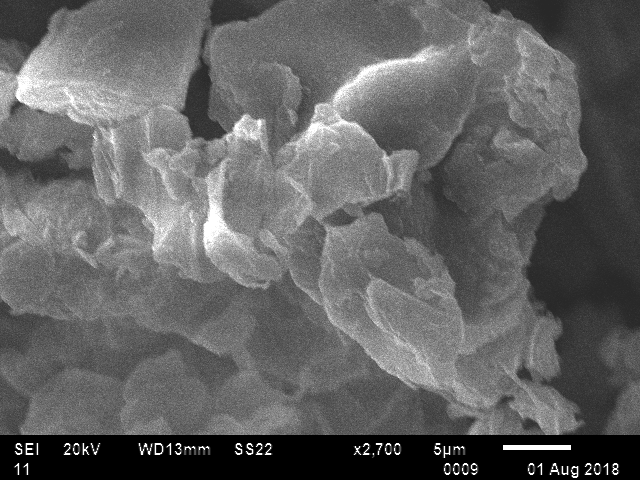 SEI 20kV WD13mm SS22 x2,700 5μm
11 0009 01 Aug 2018